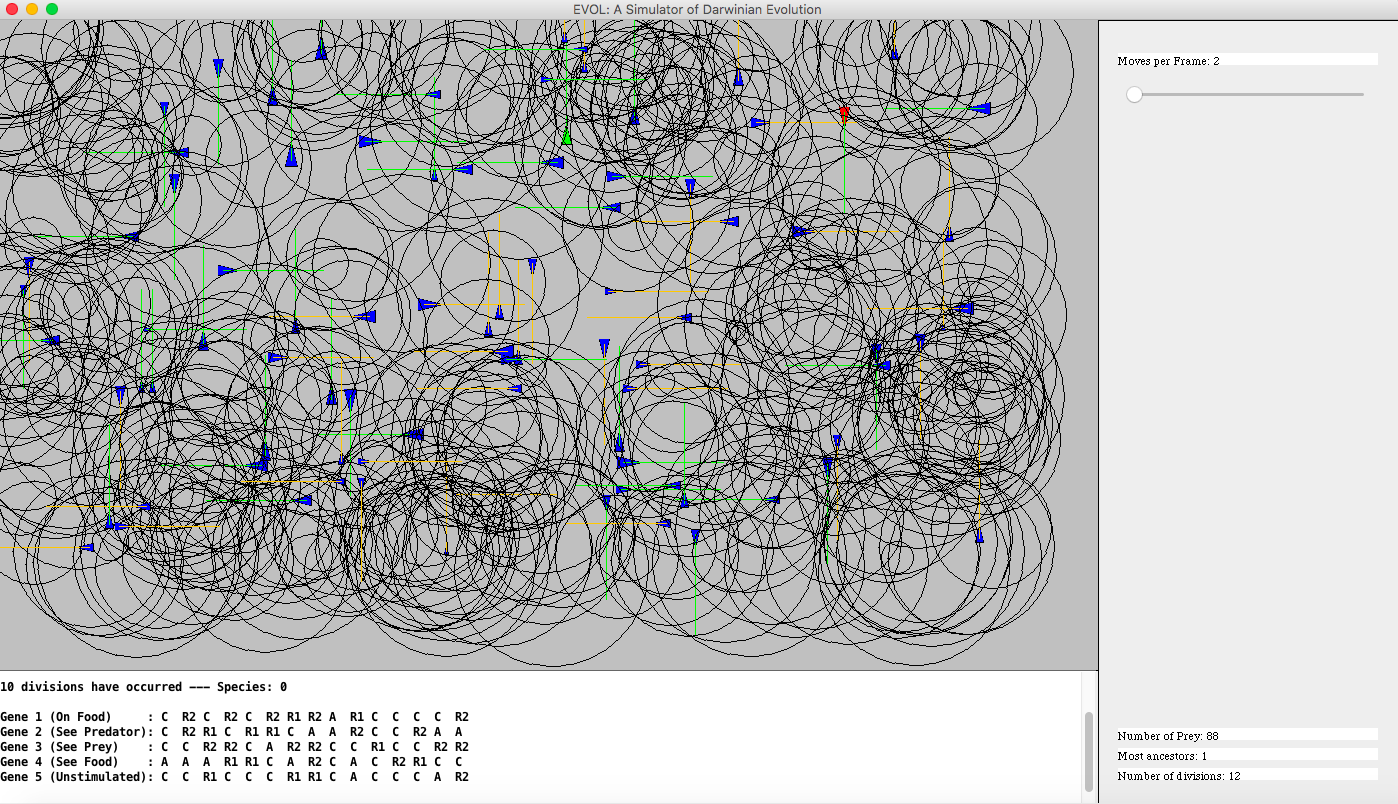 EVOL: A Simulator of Darwinian Evolution
Moves per Frame: 2
10 divisions have occurred --- Species: 0
Gene 1 (On Food) : C R2 C R2 C R2 R1 R2 A R1 C C C C R2
Gene 2 (See Predator): C R2 R1 C R1 R1 C A A R2 C C R2 A A
Gene 3 (See Prey) : C C R2 R2 C A R2 R2 C C R1 C C R2 R2
Gene 4 (See Food) : A A A R1 R1 C A R2 C A C R2 R1 C C
Gene 5 (Unstimulated): C C R1 C C C R1 R1 C A C C C A R2
Number of Prey: 88
Most ancestors: 1
Number of divisions: 12